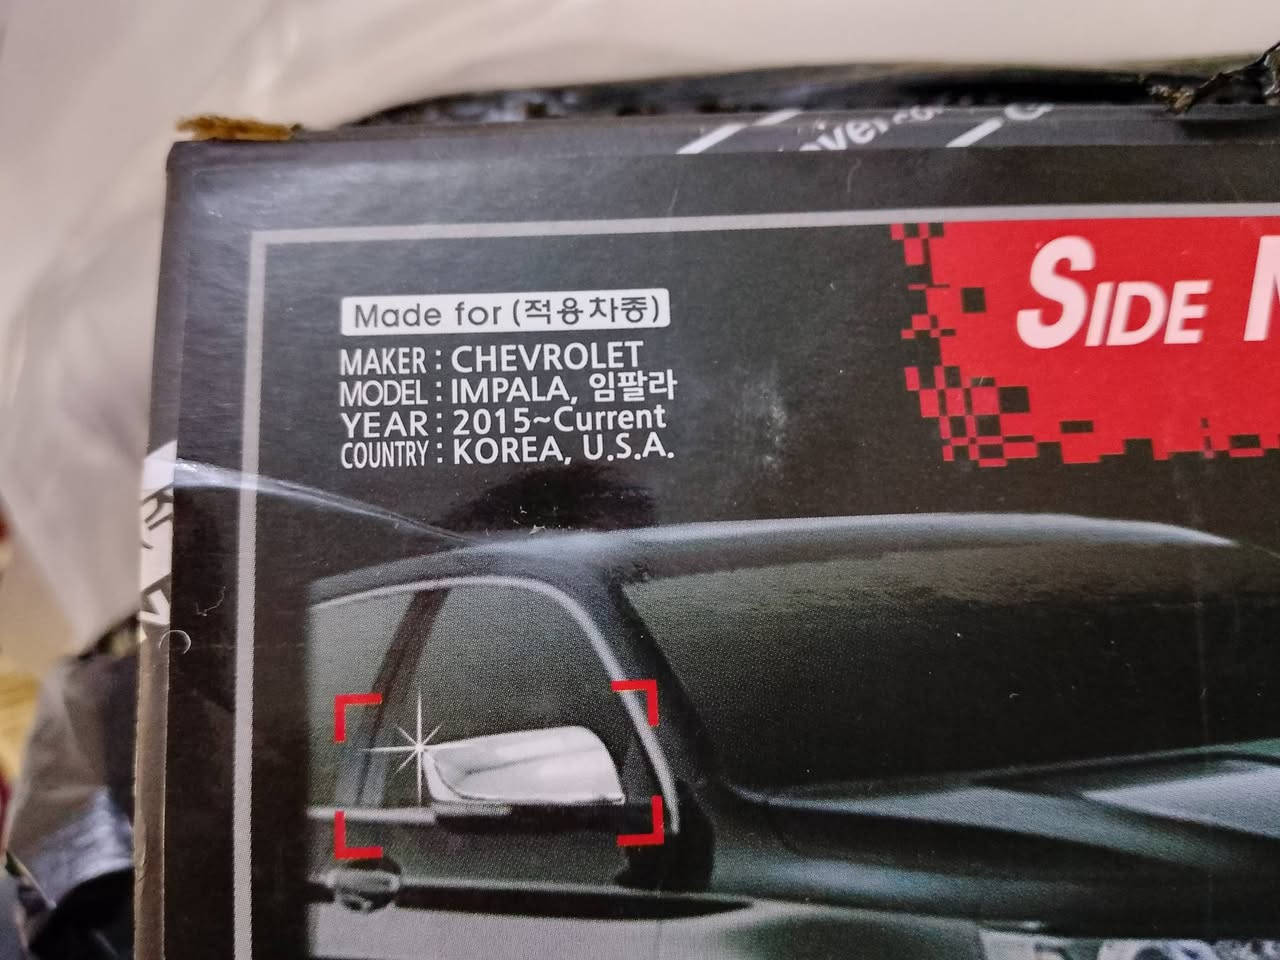 SIDE
Made for (적용차종)
MAKER : CHEVROLET
MODEL : IMPALA, 임팔라
YEAR : 2015~Current
COUNTRY : KOREA, U.S.A.